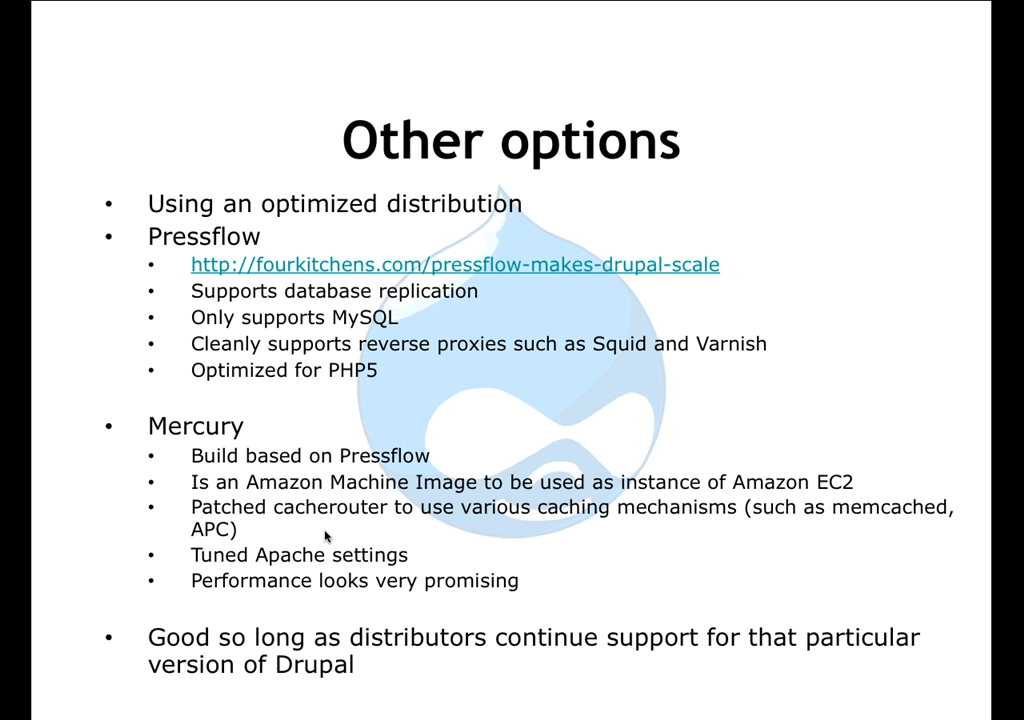 Other options
• Using an optimized distribution
• Pressflow
• http://fourkitchens.com/pressflow-makes-drupal-scale
• Supports database replication
• Only supports MySQL
• Cleanly supports reverse proxies such as Squid and Varnish
• Optimized for PHP5
• Mercury
• Build based on Pressflow
• Is an Amazon Machine Image to be used as instance of Amazon EC2
• Patched cacherouter to use various caching mechanisms (such as memcached,
APC)
• Tuned Apache settings
• Performance looks very promising
• Good so long as distributors continue support for that particular
version of Drupal